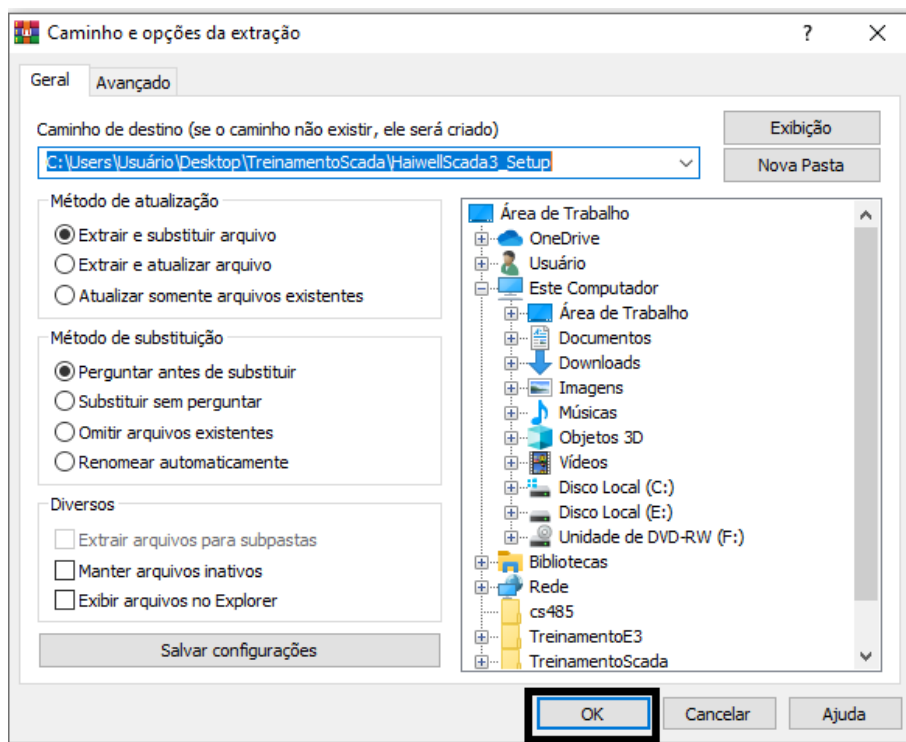 Caminho e opções da extração
?
Geral
Avançado
Caminho de destino (se o caminho não existir, ele será criado)
C:\Users\Usuário\Desktop\TreinamentoScada\HaiwellScada3_Setup
Exibição
Nova Pasta
Método de atualização
Extrair e substituir arquivo
Extrair e atualizar arquivo
Atualizar somente arquivos existentes
Método de substituição
Perguntar antes de substituir
Substituir sem perguntar
Omitir arquivos existentes
Renomear automaticamente
Diversos
Extrair arquivos para subpastas
Manter arquivos inativos
Exibir arquivos no Explorer
Salvar configurações
Área de Trabalho
OneDrive
Usuário
Este Computador
Área de Trabalho
Documentos
Downloads
Imagens
Músicas
Objetos 3D
Vídeos
Disco Local (C:)
Disco Local (E:)
Unidade de DVD-RW (F:)
Bibliotecas
Rede
cs485
TreinamentoE3
TreinamentoScada
OK
Cancelar
Ajuda